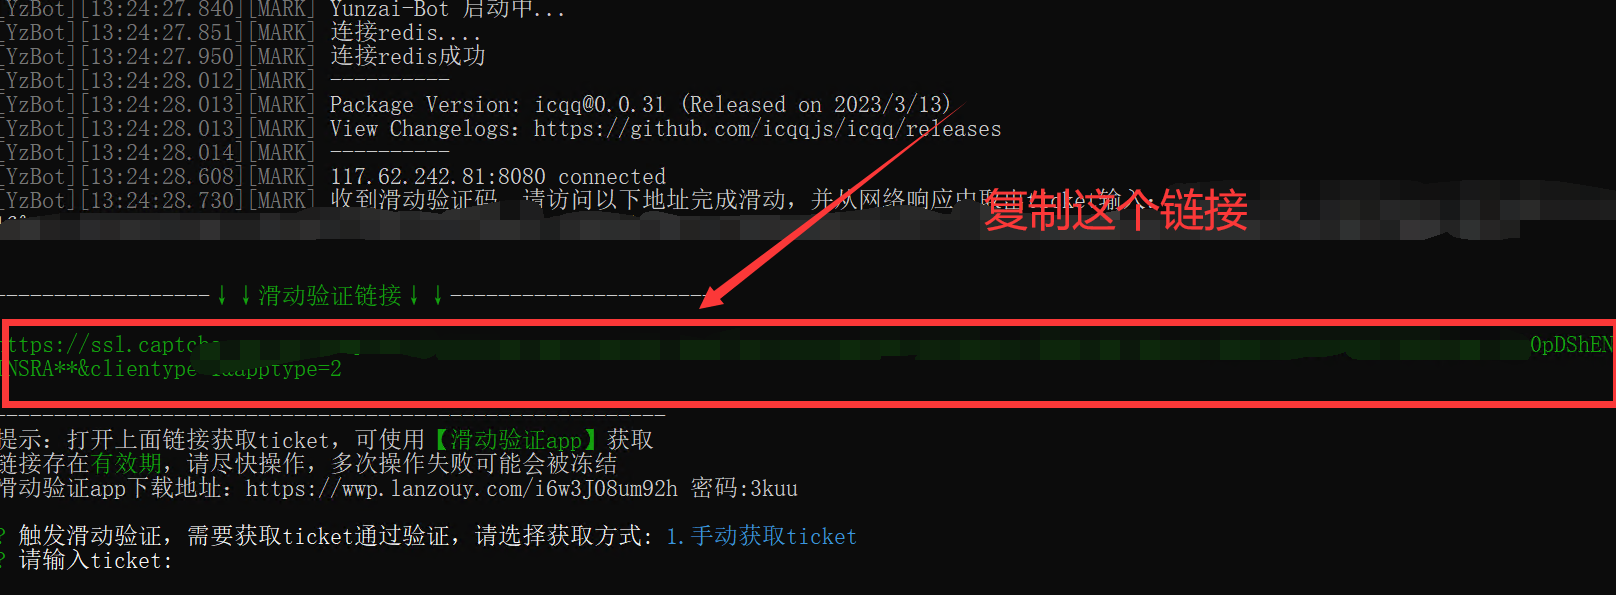 [YzBot][13:24:27.840][MARK] Yunzai-Bot 启动中...
[YzBot][13:24:27.851][MARK] 连接redis....
[YzBot][13:24:27.950][MARK] 连接redis成功
[YzBot][13:24:28.012][MARK] ----------
[YzBot][13:24:28.013][MARK] Package Version: icqq@0.0.31 (Released on 2023/3/13)
[YzBot][13:24:28.013][MARK] View Changelogs: https://github.com/icqqjs/icqq/releases
[YzBot][13:24:28.014][MARK] ----------
[YzBot][13:24:28.608][MARK] 117.62.242.81:8080 connected
[YzBot][13:24:28.730][MARK] 收到滑动验证码，请访问以下地址完成滑动，并从网络响应中取出ticket输入:
复制这个链接
------------------↓↓滑动验证链接↓↓----------------------
https://ssl.captcha
OpDShEN
INSRA**&clientype
apptype=2
--------------------------------------------------------
提示：打开上面链接获取ticket，可使用【滑动验证app】获取
链接存在有效期，请尽快操作，多次操作失败可能会被冻结
滑动验证app下载地址：https://wwp.lanzouy.com/i6w3J08um92h 密码:3kuu
? 触发滑动验证，需要获取ticket通过验证，请选择获取方式: 1.手动获取ticket
? 请输入ticket: